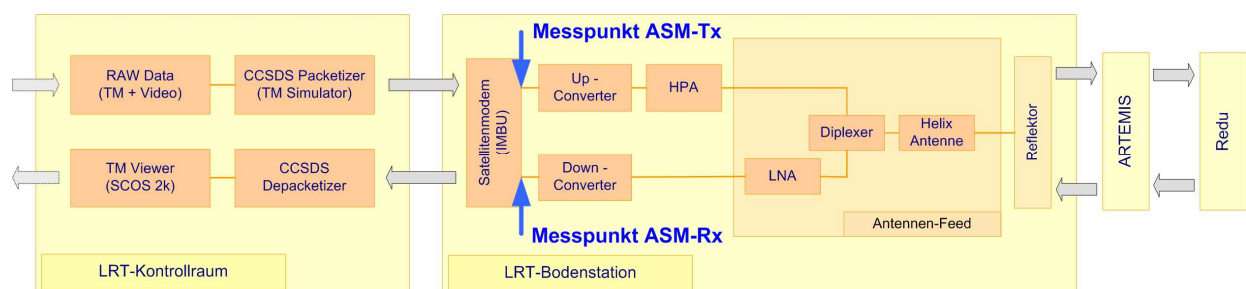 Messpunkt ASM-Tx
RAW Data
(TM + Video)
CCSDS Packetizer
(TM Simulator)
Satellitenmodem
(IMBU)
Up -
Converter
HPA
Diplexer
Helix
Antenne
Reflektor
ARTEMIS
Redu
TM Viewer
(SCOS 2k)
CCSDS
Depacketizer
Down -
Converter
LNA
Messpunkt ASM-Rx
Antennen-Feed
LRT-Kontrollraum
LRT-Bodenstation